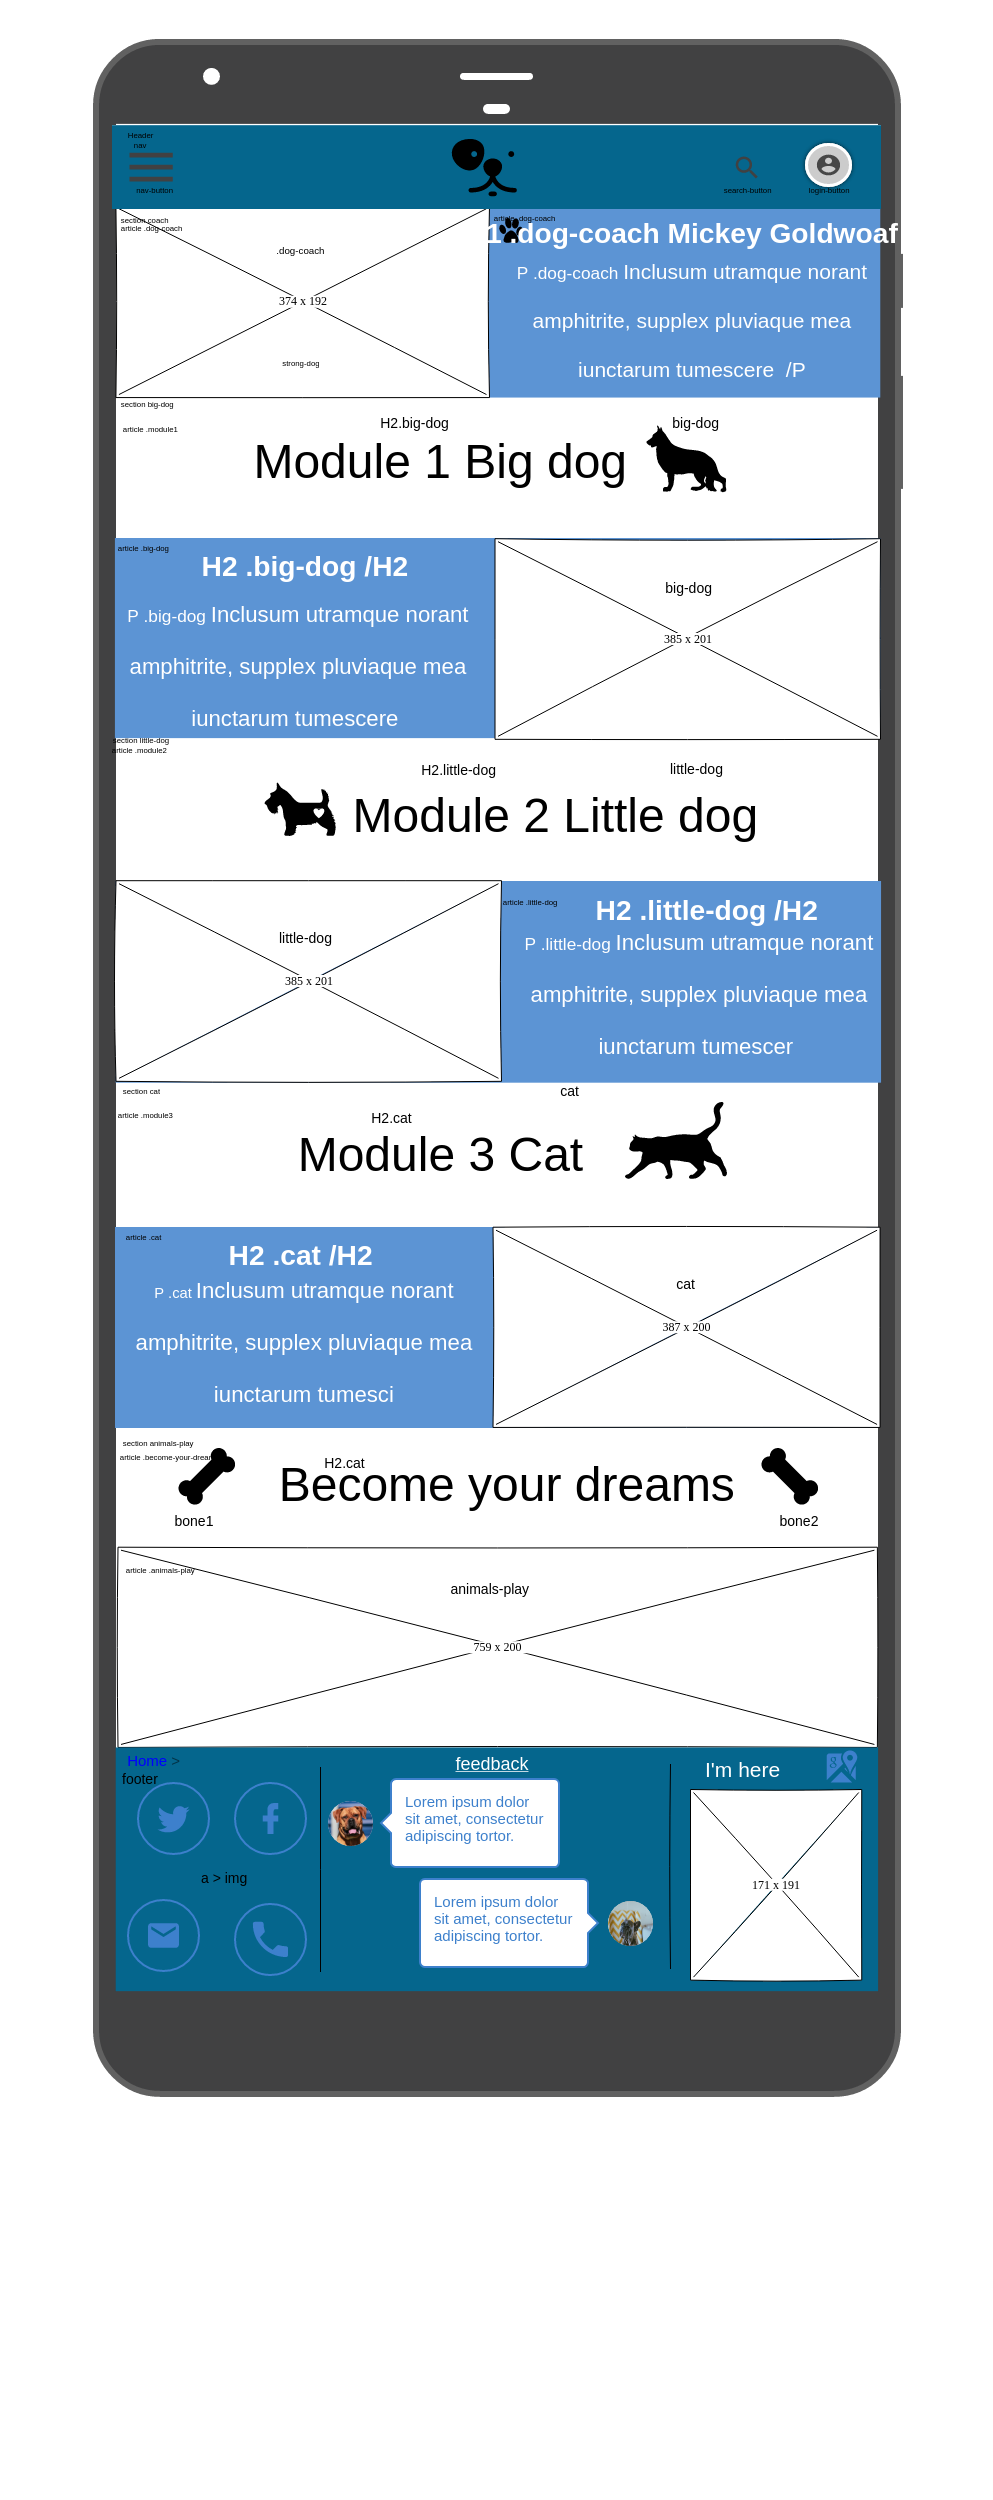 Header
nav
nav-button
search-button
login-button
section coach
article .dog-coach
.dog-coach
374 x 192
strong-dog
article .dog-coach
1 .dog-coach Mickey Goldwoaf
P .dog-coach Inclusum utramque norant
amphitrite, supplex pluviaque mea
iunctarum tumescere /P
section big-dog
article .module1
H2.big-dog
big-dog
Module 1 Big dog
article .big-dog
H2 .big-dog /H2
P .big-dog Inclusum utramque norant
amphitrite, supplex pluviaque mea
iunctarum tumescere
big-dog
385 x 201
section little-dog
article .module2
H2.little-dog
little-dog
Module 2 Little dog
little-dog
385 x 201
article .little-dog
H2 .little-dog /H2
P .little-dog Inclusum utramque norant
amphitrite, supplex pluviaque mea
iunctarum tumescer
section cat
article .module3
H2.cat
cat
Module 3 Cat
article .cat
H2 .cat /H2
P .cat Inclusum utramque norant
amphitrite, supplex pluviaque mea
iunctarum tumesci
cat
387 x 200
section animals-play
article .become-your-dream
H2.cat
Become your dreams
bone1
bone2
article .animals-play
animals-play
759 x 200
Home >
footer
a > img
feedback
Lorem ipsum dolor
sit amet, consectetur
adipiscing tortor.
Lorem ipsum dolor
sit amet, consectetur
adipiscing tortor.
I'm here
171 x 191